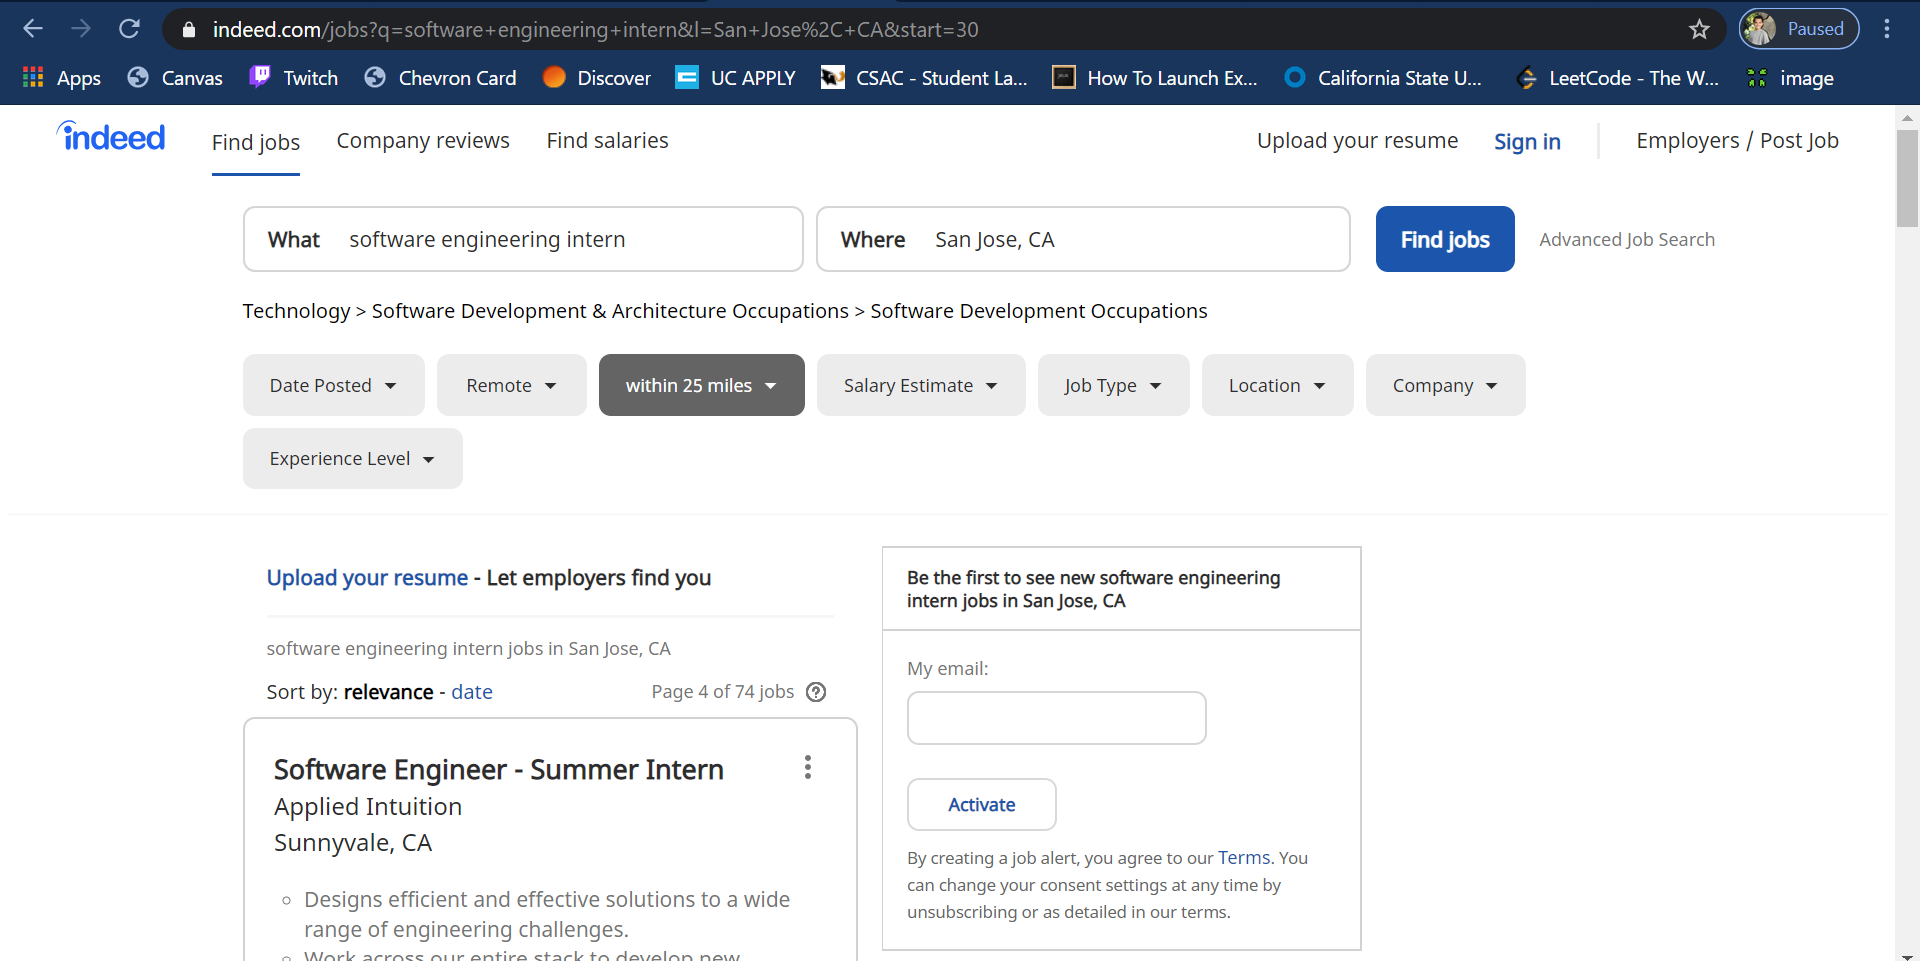 indeed.com/jobs?q=software+engineering+intern&l=San+Jose%2C+CA&start=30
Paused
Apps
Canvas
Twitch
Chevron Card
Discover
UC APPLY
CSAC - Student La...
How To Launch Ex...
California State U...
LeetCode - The W...
image
indeed
Find jobs
Company reviews
Find salaries
Upload your resume
Sign in
Employers / Post Job
What software engineering intern
Where San Jose, CA
Find jobs
Advanced Job Search
Technology > Software Development & Architecture Occupations > Software Development Occupations
Date Posted
Remote
within 25 miles
Salary Estimate
Job Type
Location
Company
Experience Level
Upload your resume - Let employers find you
software engineering intern jobs in San Jose, CA
Sort by: relevance - date
Page 4 of 74 jobs
Software Engineer - Summer Intern
Applied Intuition
Sunnyvale, CA
Designs efficient and effective solutions to a wide
range of engineering challenges.
Work across our entire stack to develop new
Be the first to see new software engineering
intern jobs in San Jose, CA
My email:
Activate
By creating a job alert, you agree to our Terms. You
can change your consent settings at any time by
unsubscribing or as detailed in our terms.